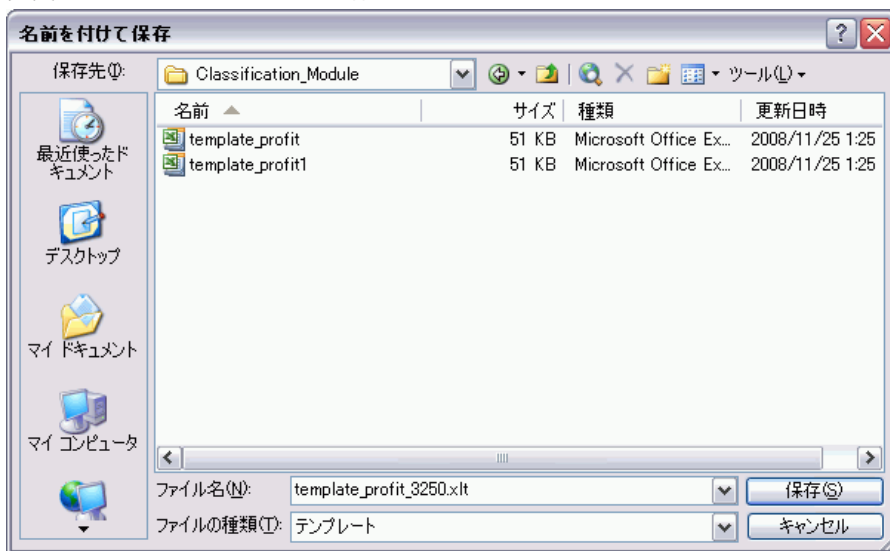 名前を付けて保存
保存先(I):
Classification_Module
ツール(L)
名前
サイズ
種類
更新日時
template_profit
51 KB
Microsoft Office Ex...
2008/11/25 1:25
template_profit1
51 KB
Microsoft Office Ex...
2008/11/25 1:25
最近使ったド
キュメント
デスクトップ
マイ ドキュメント
マイ コンピュータ
ファイル名(N):
template_profit_3250.xlt
保存(S)
ファイルの種類(T):
テンプレート
キャンセル